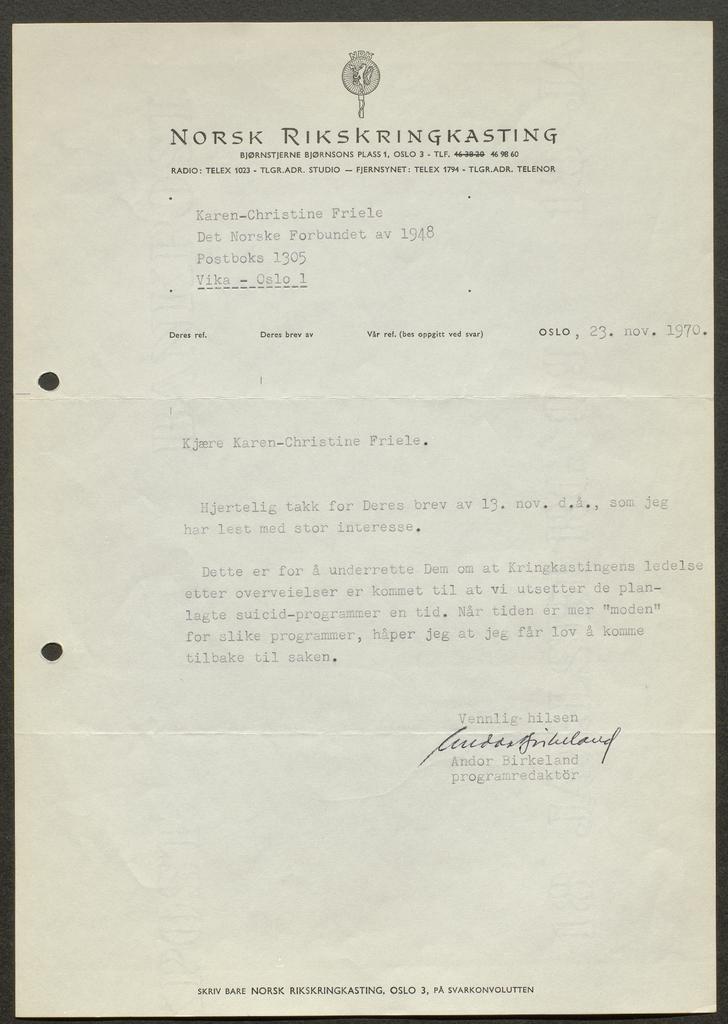 NRK
NORSK RIKSKRINGKASTING
BJØRNSTJERNE BJØRNSONS PLASS 1, OSLO 3 - TLF. 46 38 20 46 98 60
RADIO: TELEX 1023 - TLGR.ADR. STUDIO — FJERNSYNET: TELEX 1794 - TLGR.ADR. TELENOR
Karen-Christine Friele
Det Norske Forbundet av 1948
Postboks 1305
Vika - Oslo 1
Deres ref. Deres brev av Vår ref. (bes oppgitt ved svar) OSLO, 23. nov. 1970.
Kjære Karen-Christine Friele.
Hjertelig takk for Deres brev av 13. nov. d.å., som jeg
har lest med stor interesse.
Dette er for å underrette Dem om at Kringkastingens ledelse
etter overveielser er kommet til at vi utsetter de plan-
lagte suicid-programmer en tid. Når tiden er mer "moden"
for slike programmer, håper jeg at jeg får lov å komme
tilbake til saken.
Vennlig hilsen
Andor Birkeland
Andor Birkeland
programredaktör
SKRIV BARE NORSK RIKSKRINGKASTING, OSLO 3, PÅ SVARKONVOLUTTEN